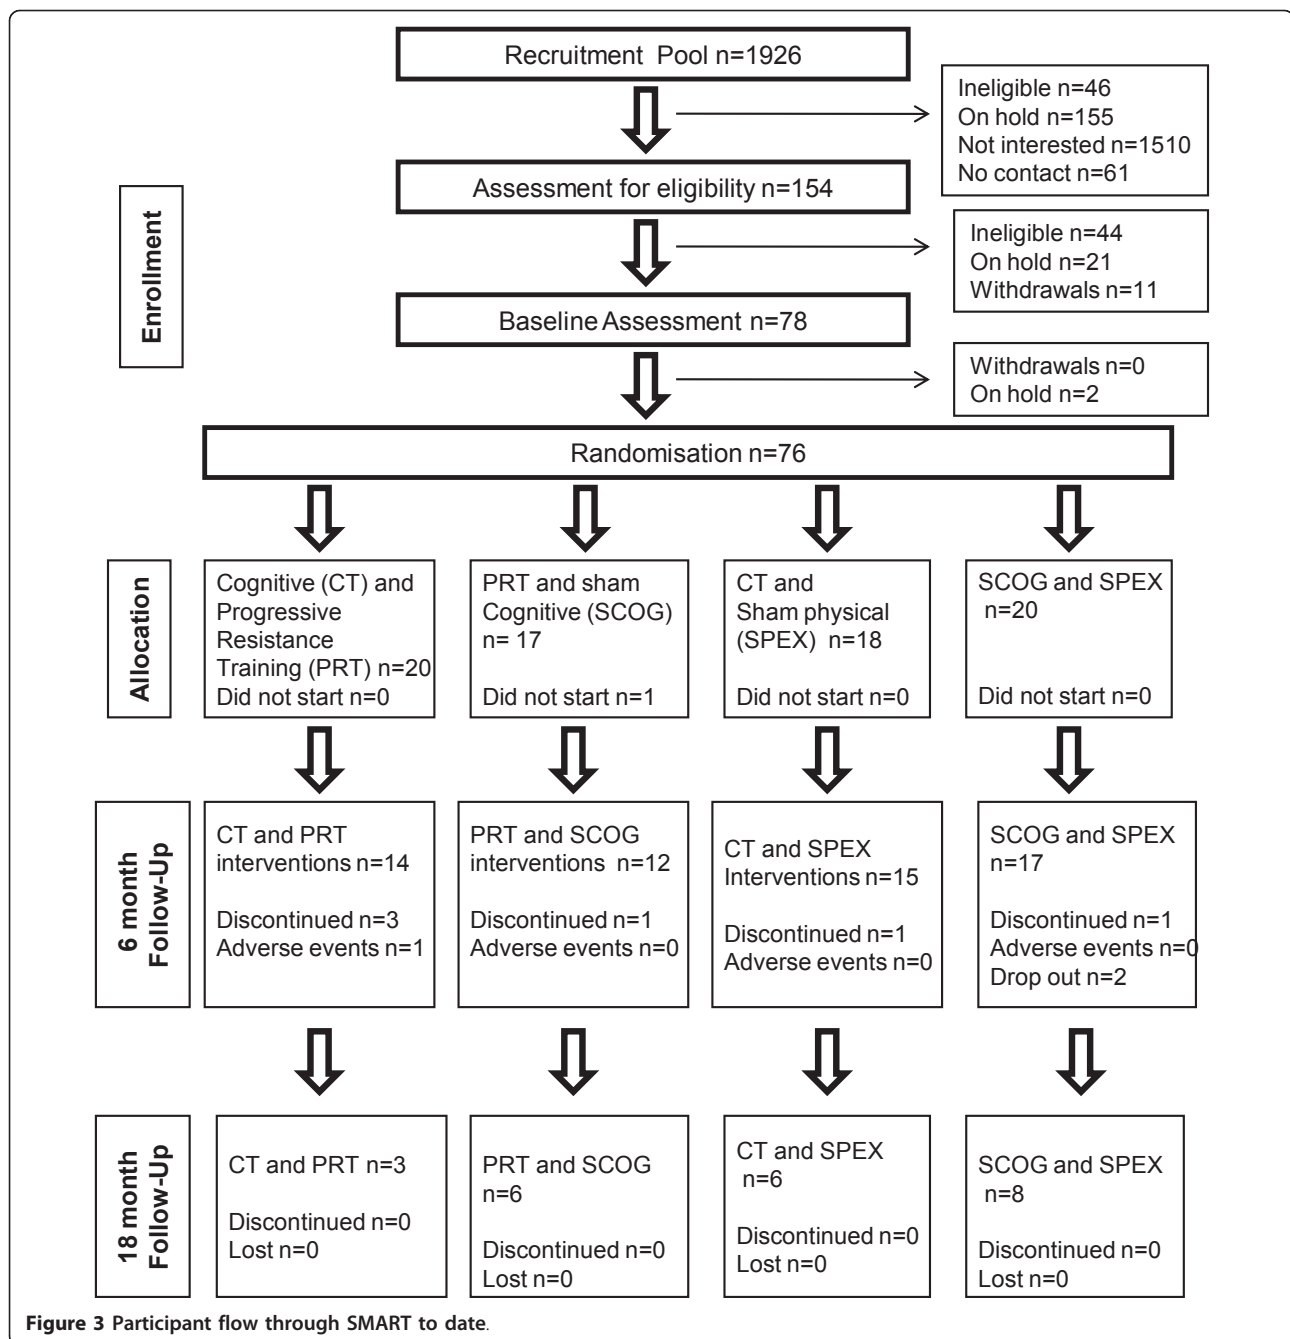 Recruitment Pool n=1926
Ineligible n=46
On hold n=155
Not interested n=1510
No contact n=61
Enrollment
Assessment for eligibility n=154
Ineligible n=44
On hold n=21
Withdrawals n=11
Baseline Assessment n=78
Withdrawals n=0
On hold n=2
Randomisation n=76
Allocation
Cognitive (CT) and
Progressive
Resistance
Training (PRT) n=20
Did not start n=0
PRT and sham
Cognitive (SCOG)
n= 17
Did not start n=1
CT and
Sham physical
(SPEX) n=18
Did not start n=0
SCOG and SPEX
n=20
Did not start n=0
6 month
Follow-Up
CT and PRT
interventions n=14
Discontinued n=3
Adverse events n=1
PRT and SCOG
interventions n=12
Discontinued n=1
Adverse events n=0
CT and SPEX
Interventions n=15
Discontinued n=1
Adverse events n=0
SCOG and SPEX
n=17
Discontinued n=1
Adverse events n=0
Drop out n=2
18 month
Follow-Up
CT and PRT n=3
Discontinued n=0
Lost n=0
PRT and SCOG
n=6
Discontinued n=0
Lost n=0
CT and SPEX
n=6
Discontinued n=0
Lost n=0
SCOG and SPEX
n=8
Discontinued n=0
Lost n=0
Figure 3 Participant flow through SMART to date.